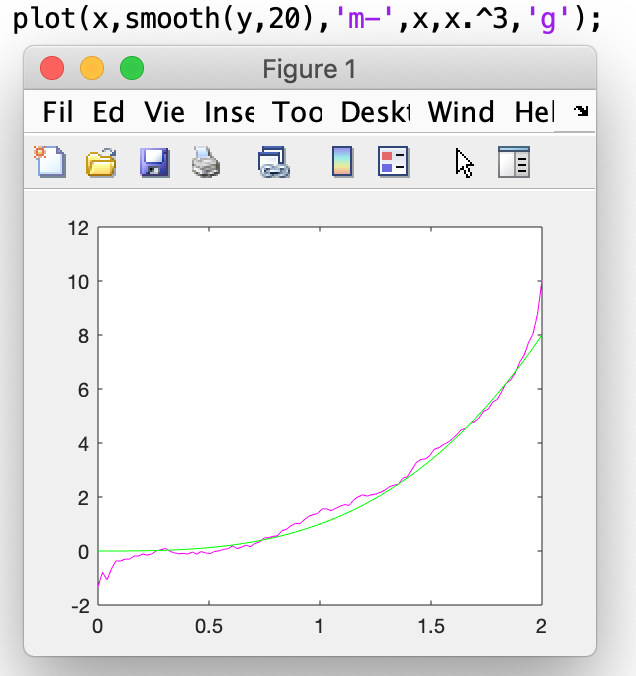 plot(x,smooth(y,20),'m-',x,x.^3,'g');
Figure 1
Fil Ed Vie Inse Too Deskt Wind Hel
12
10
8
6
4
2
0
-2
0 0.5 1 1.5 2